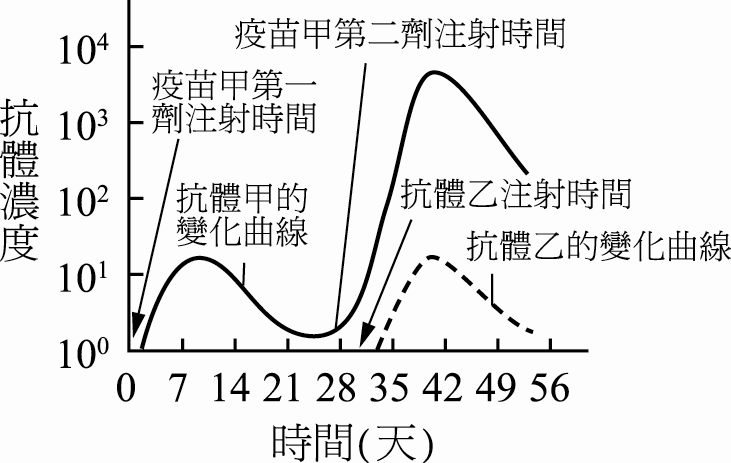 疫苗甲第二劑注射時間
10⁴
疫苗甲第一
劑注射時間
10³
抗體濃度
10²
抗體甲的
變化曲線
抗體乙注射時間
抗體乙的變化曲線
10¹
10⁰
0 7 14 21 28 35 42 49 56
時間(天)